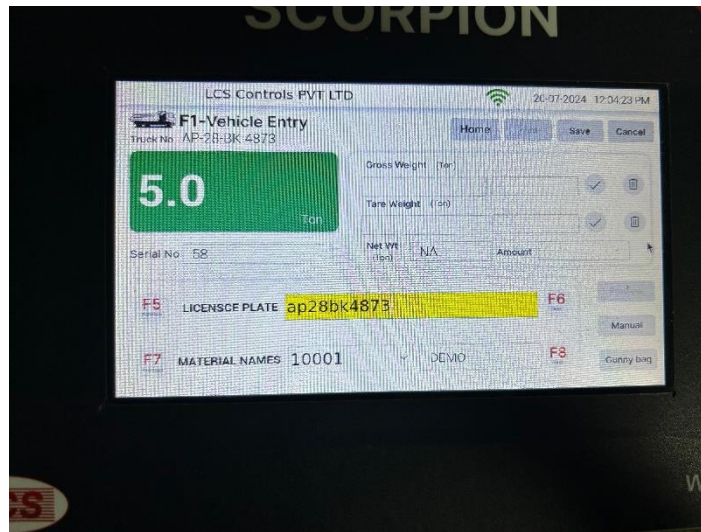 SCORPION
LCS Controls PVT LTD 20-07-2024 12:04:23 PM
F1-Vehicle Entry
Home Save Cancel
Truck No AP-28-BK-4873
5.0
Ton
Gross Weight (Ton)
Tare Weight (Ton)
Serial No 58
Net Wt (Ton) NA Amount
F5 LICENSCE PLATE ap28bk4873 F6
Manual
F7 MATERIAL NAMES 10001 DEMO F8
Gunny bag
CS
W